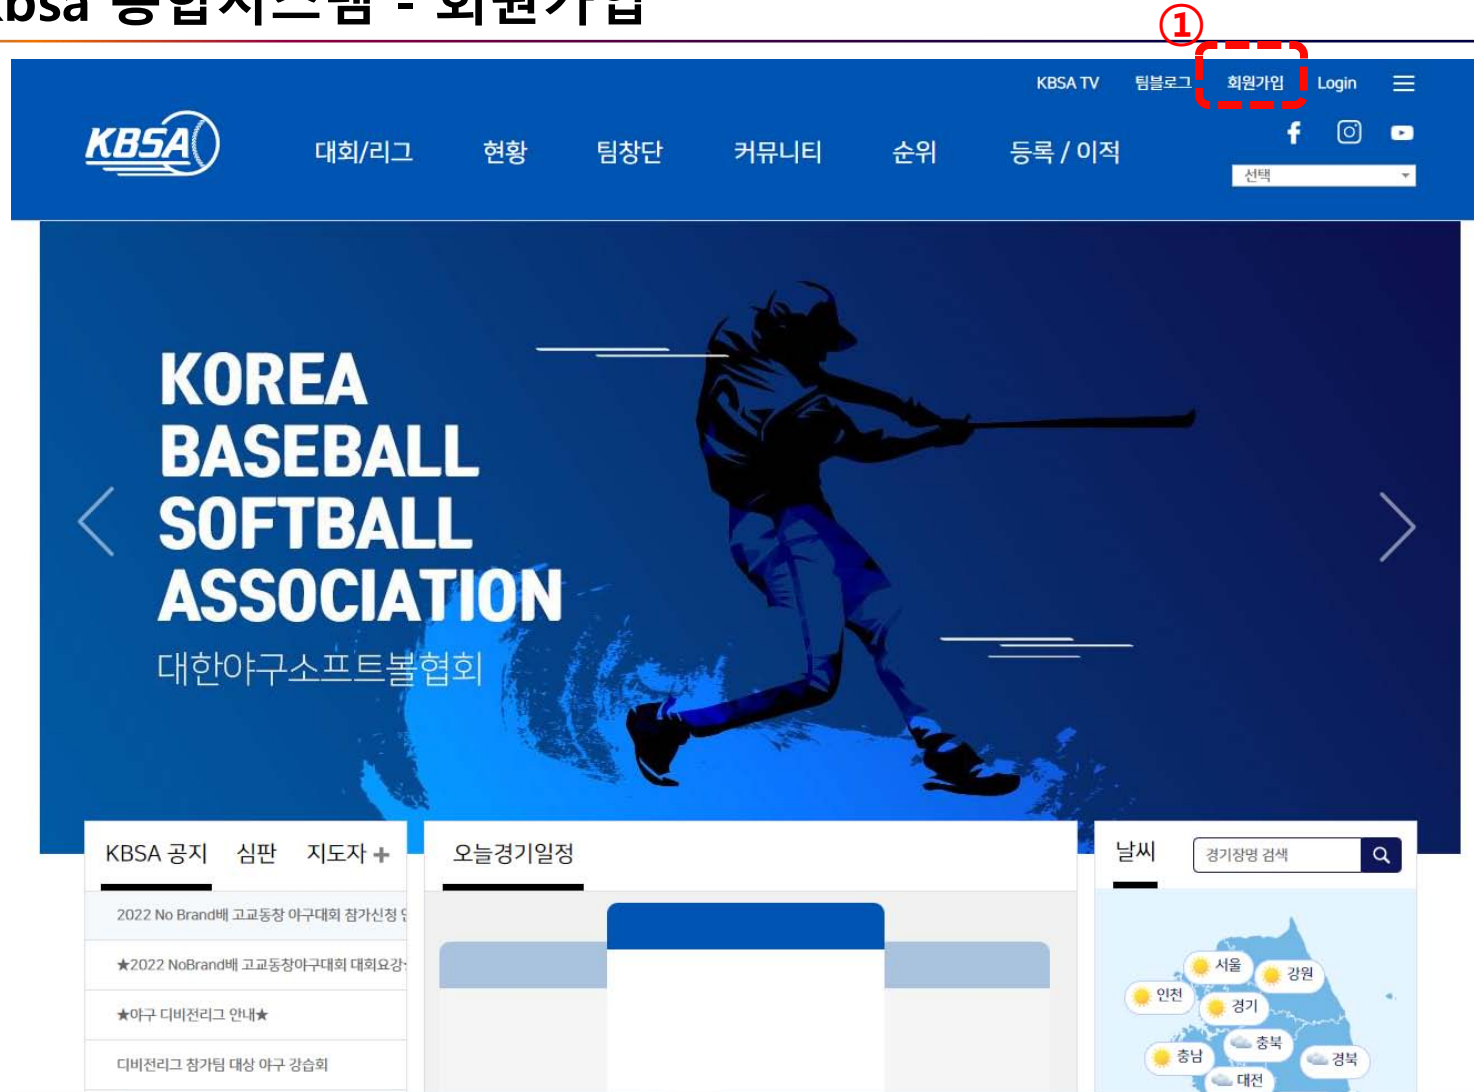 kbsa 통합시스템 - 회원가입
①
KBSA TV 팀블로그 회원가입 Login
KBSA
대회/리그 현황 팀창단 커뮤니티 순위 등록 / 이적
선택
KOREA
BASEBALL
SOFTBALL
ASSOCIATION
대한야구소프트볼협회
KBSA 공지 심판 지도자 +
오늘경기일정
날씨
경기장명 검색
2022 No Brand배 고교동창 야구대회 참가신청
★2022 NoBrand배 고교동창야구대회 대회요강
★야구 디비전리그 안내★
디비전리그 참가팀 대상 야구 강습회
서울
강원
인천
경기
충북
충남
경북
대전